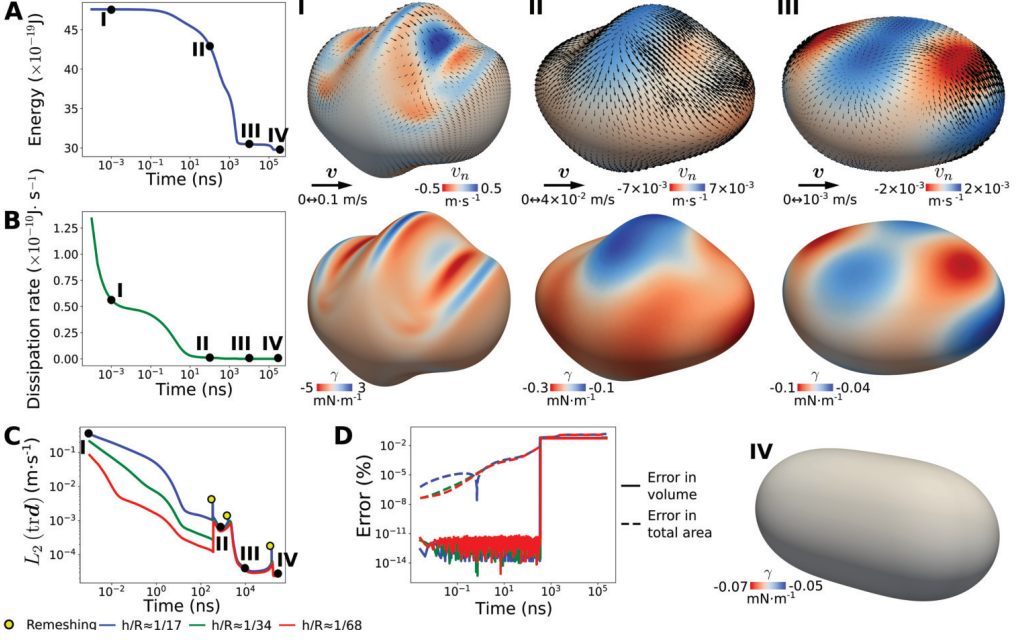 A
Energy (×10⁻¹⁹J)
45
40
35
30
I
II
III
IV
10⁻³
10⁻¹
10¹
10³
10⁵
Time (ns)
B
Dissipation rate (×10⁻¹⁰J· s⁻¹)
1.25
1.00
0.75
0.50
0.25
0.00
I
II
III
IV
10⁻³
10⁻¹
10¹
10³
10⁵
Time (ns)
I
v
0↔0.1 m/s
vₙ
-0.5 0.5
m·s⁻¹
γ
-5 3
mN·m⁻¹
II
v
0↔4×10⁻² m/s
vₙ
-7×10⁻³ 7×10⁻³
m·s⁻¹
γ
-0.3 -0.1
mN·m⁻¹
III
v
0↔10⁻³ m/s
vₙ
-2×10⁻³ 2×10⁻³
m·s⁻¹
γ
-0.1 -0.04
mN·m⁻¹
C
L₂ (trd) (m·s⁻¹)
10⁻¹
10⁻²
10⁻³
10⁻⁴
I
II
III
IV
10⁻²
10⁰
10²
10⁴
Time (ns)
Remeshing h/R≈1/17 h/R≈1/34 h/R≈1/68
D
Error (%)
10⁻²
10⁻⁵
10⁻⁸
10⁻¹¹
10⁻¹⁴
10⁻¹
10¹
10³
10⁵
Time (ns)
Error in
volume
Error in
total area
IV
γ
-0.07 -0.05
mN·m⁻¹